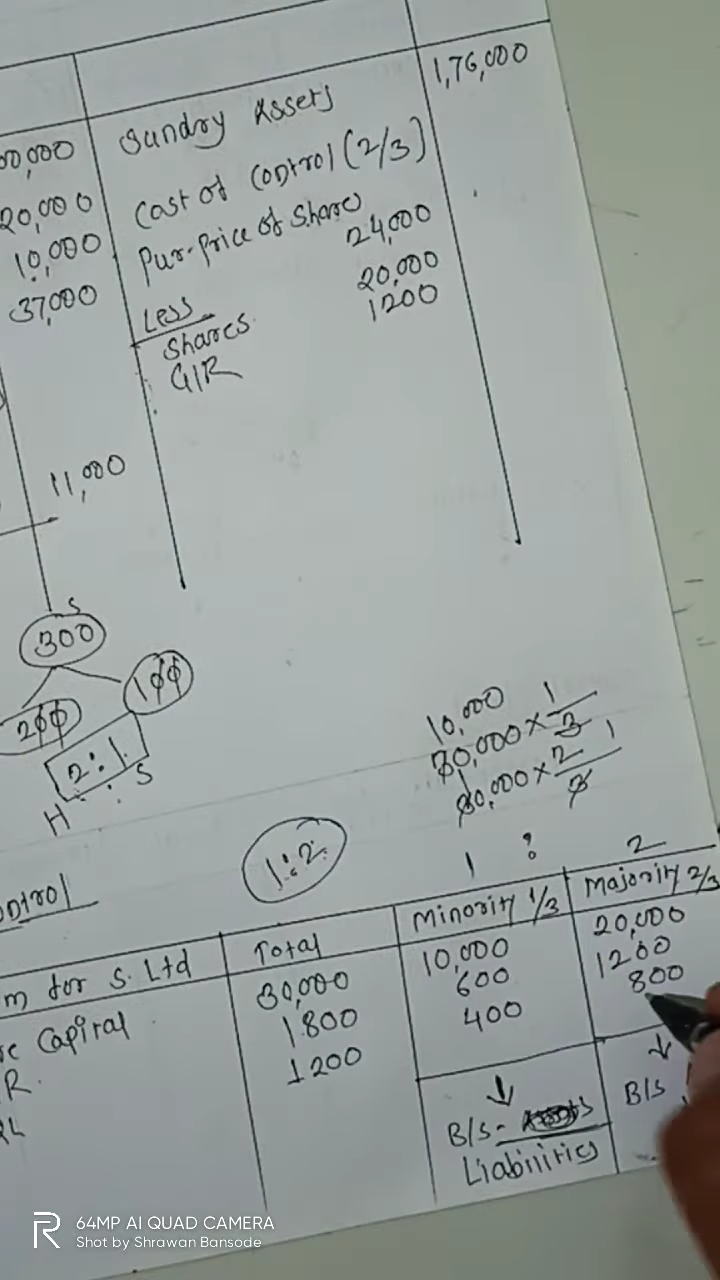 1,76,000
00,000 Sundry Assets
20,000 Cost of Control (2/3)
10,000 Pur. Price of Share 24,000
37,000 Less
Shares. 20,000
G/R 1200
11,000
S
300
200 100
2:1
H : S
10,000
30,000 × 1/3
30,000 × 2/3 1
1:2
1 : 2
ontrol
m for S. Ltd Total Minority 1/3 Majority 2/3
re Capital 30,000 10,000 20,000
R. 1800 600 1200
1200 400 800
B/S - B/S
Liabilities
64MP AI QUAD CAMERA
Shot by Shrawan Bansode